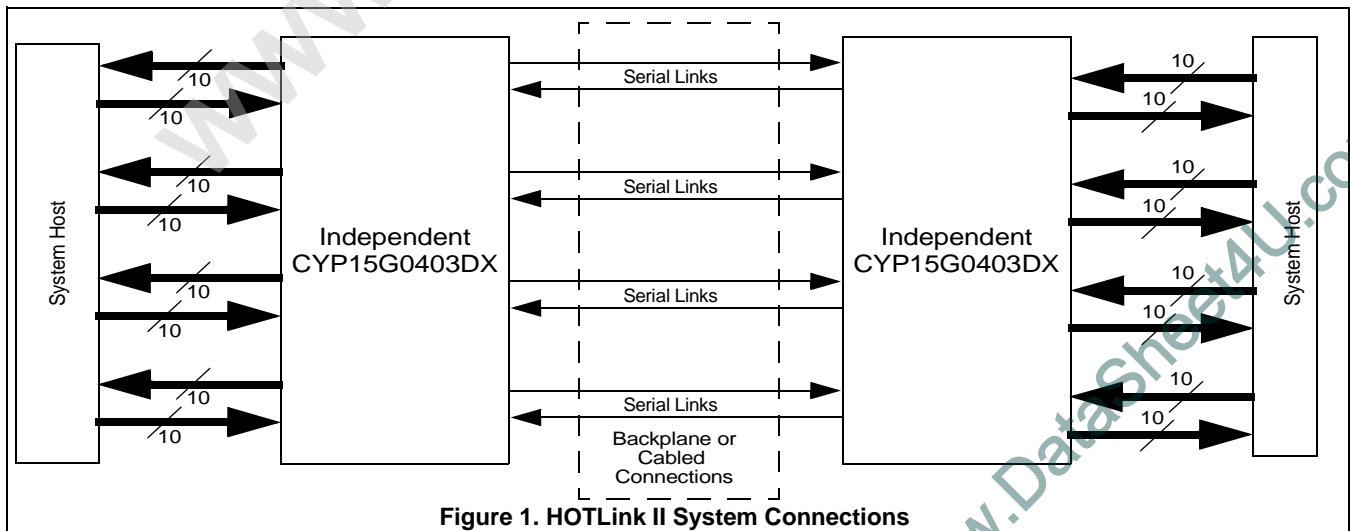 System Host
10
10
10
10
10
10
10
10
Independent
CYP15G0403DX
Serial Links
Serial Links
Serial Links
Serial Links
Backplane or
Cabled
Connections
Independent
CYP15G0403DX
10
10
10
10
10
10
10
10
System Host
Figure 1. HOTLink II System Connections
www
w.DataSheet4U.co